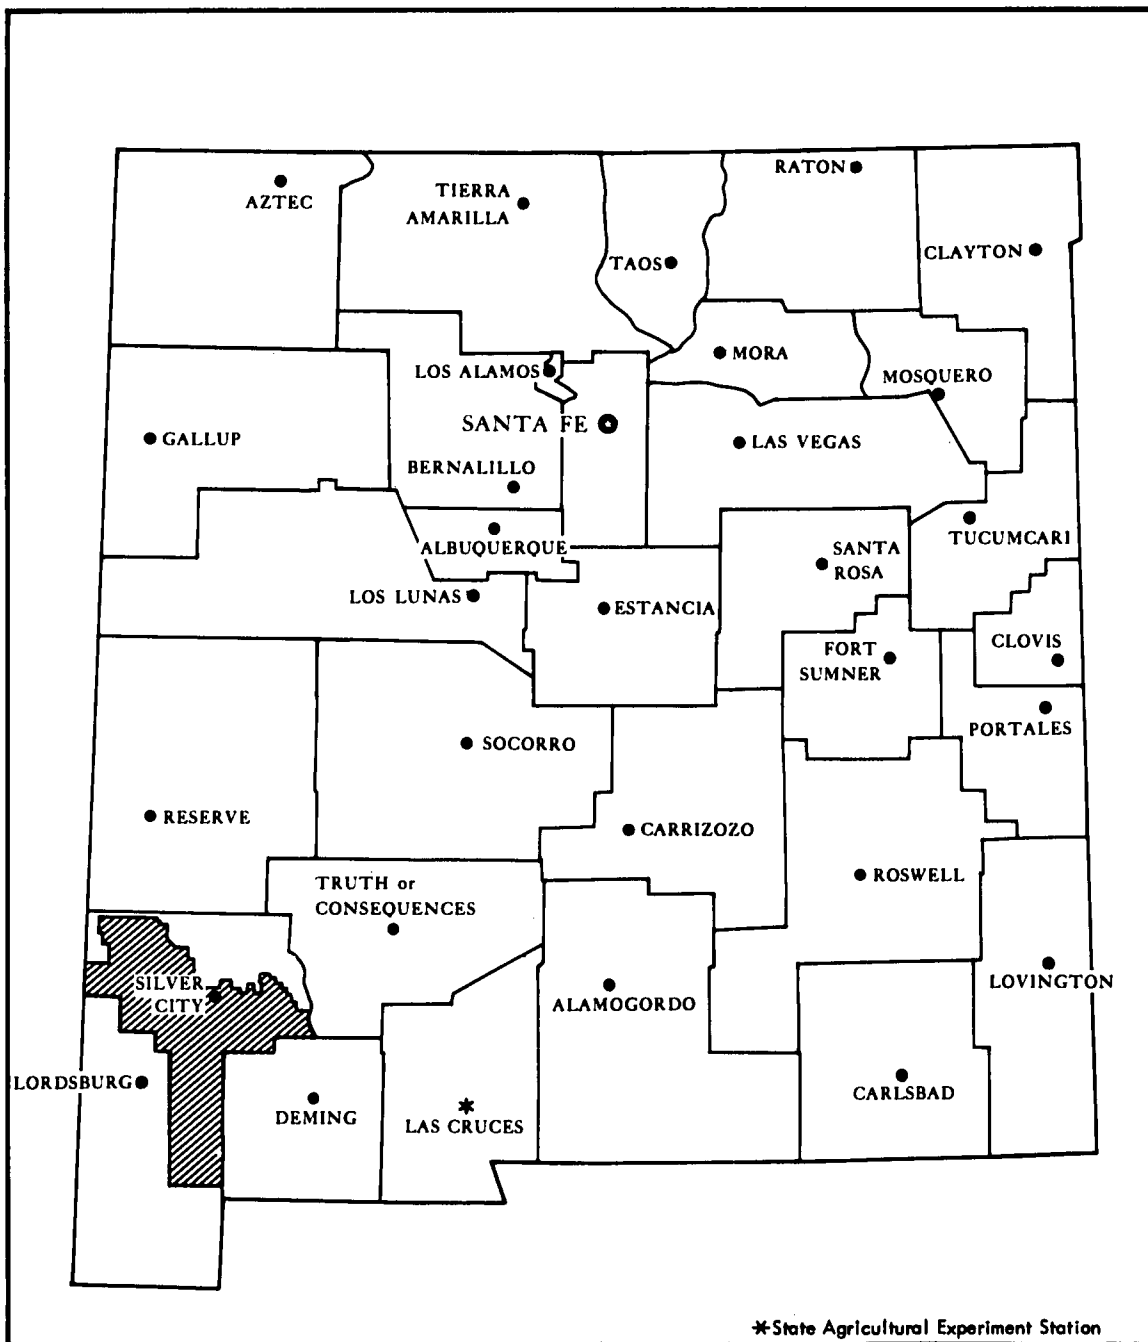 RATON
AZTEC
TIERRA
AMARILLA
CLAYTON
TAOS
MORA
LOS ALAMOS
MOSQUERO
SANTA FE
GALLUP
LAS VEGAS
BERNALILLO
ALBUQUERQUE
TUCUMCARI
SANTA
ROSA
LOS LUNAS
ESTANCIA
CLOVIS
FORT
SUMNER
PORTALES
SOCORRO
RESERVE
CARRIZOZO
ROSWELL
TRUTH or
CONSEQUENCES
SILVER
CITY
ALAMOGORDO
LOVINGTON
LORDSBURG
DEMING
LAS CRUCES
CARLSBAD
*State Agricultural Experiment Station